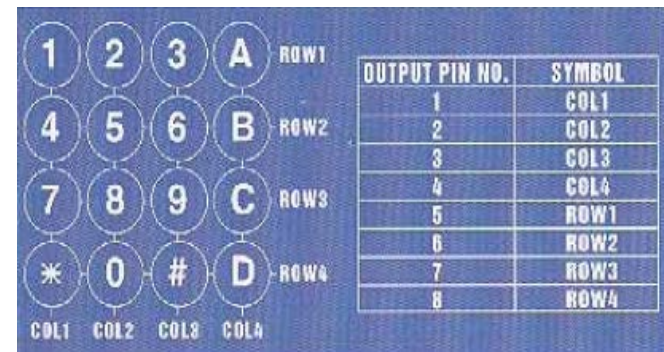 1 2 3 A ROW1
4 5 6 B ROW2
7 8 9 C ROW3
* 0 # D ROW4
COL1 COL2 COL3 COL4
OUTPUT PIN NO. SYMBOL
1 COL1
2 COL2
3 COL3
4 COL4
5 ROW1
6 ROW2
7 ROW3
8 ROW4